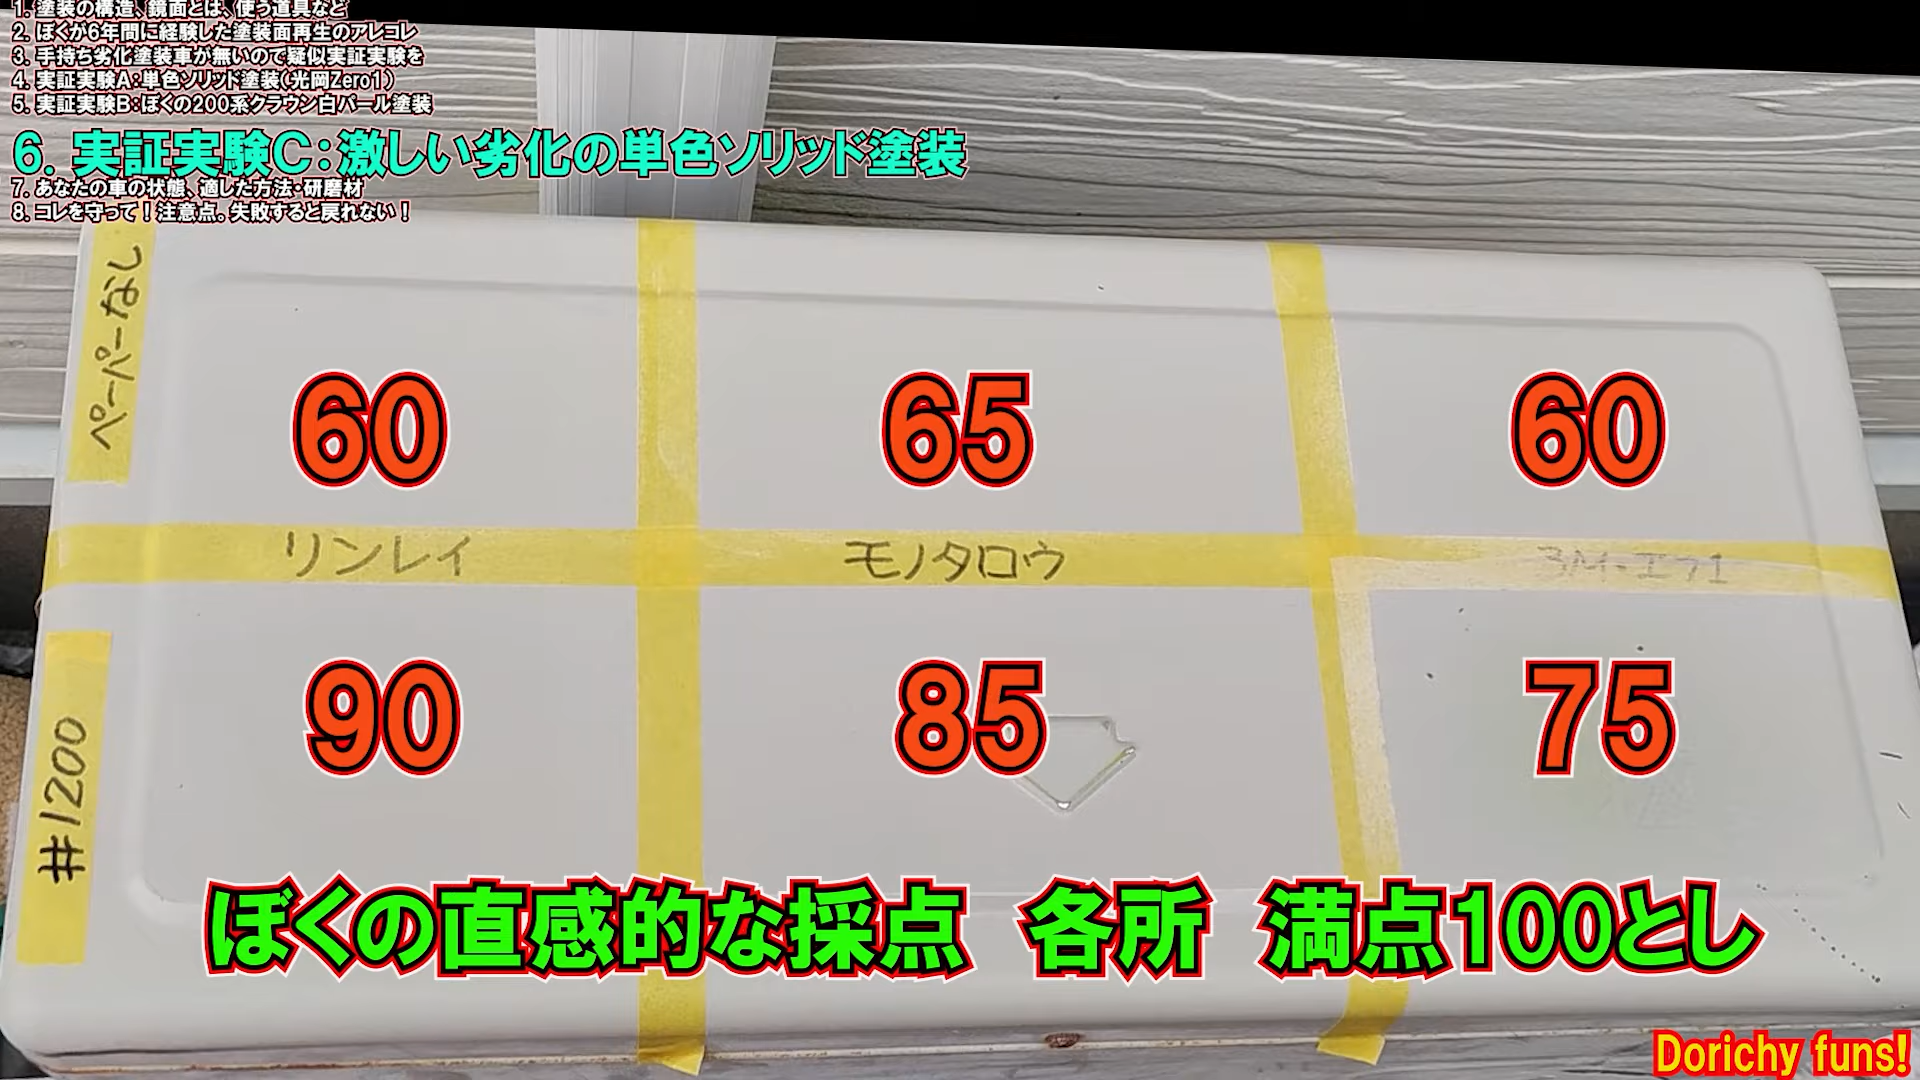 1. 塗装の構造、鏡面とは、使う道具など
2. ぼくが6年間に経験した塗装面再生のアレコレ
3. 手持ち劣化塗装車が無いので疑似実証実験を
4. 実証実験A:単色ソリッド塗装(光岡Zero1)
5. 実証実験B:ぼくの200系クラウン白パール塗装
6. 実証実験C:激しい劣化の単色ソリッド塗装
7. あなたの車の状態、適した方法・研磨材
8. コレを守って!注意点。失敗すると戻れない!
ペーパーなし
60 65 60
リンレイ モノタロウ 3M・エフ1
#1200
90 85 75
ぼくの直感的な採点 各所 満点100とし
Dorichy funs!